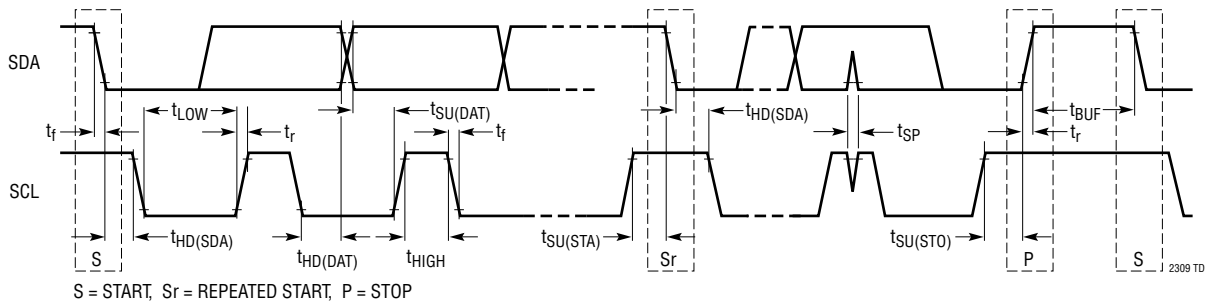 SDA
t_LOW
t_SU(DAT)
t_HD(SDA)
t_BUF
t_f
t_r
t_f
t_SP
t_r
SCL
t_HD(SDA)
t_HD(DAT)
t_HIGH
t_SU(STA)
t_SU(STO)
S
Sr
P
S
2309 TD
S = START, Sr = REPEATED START, P = STOP